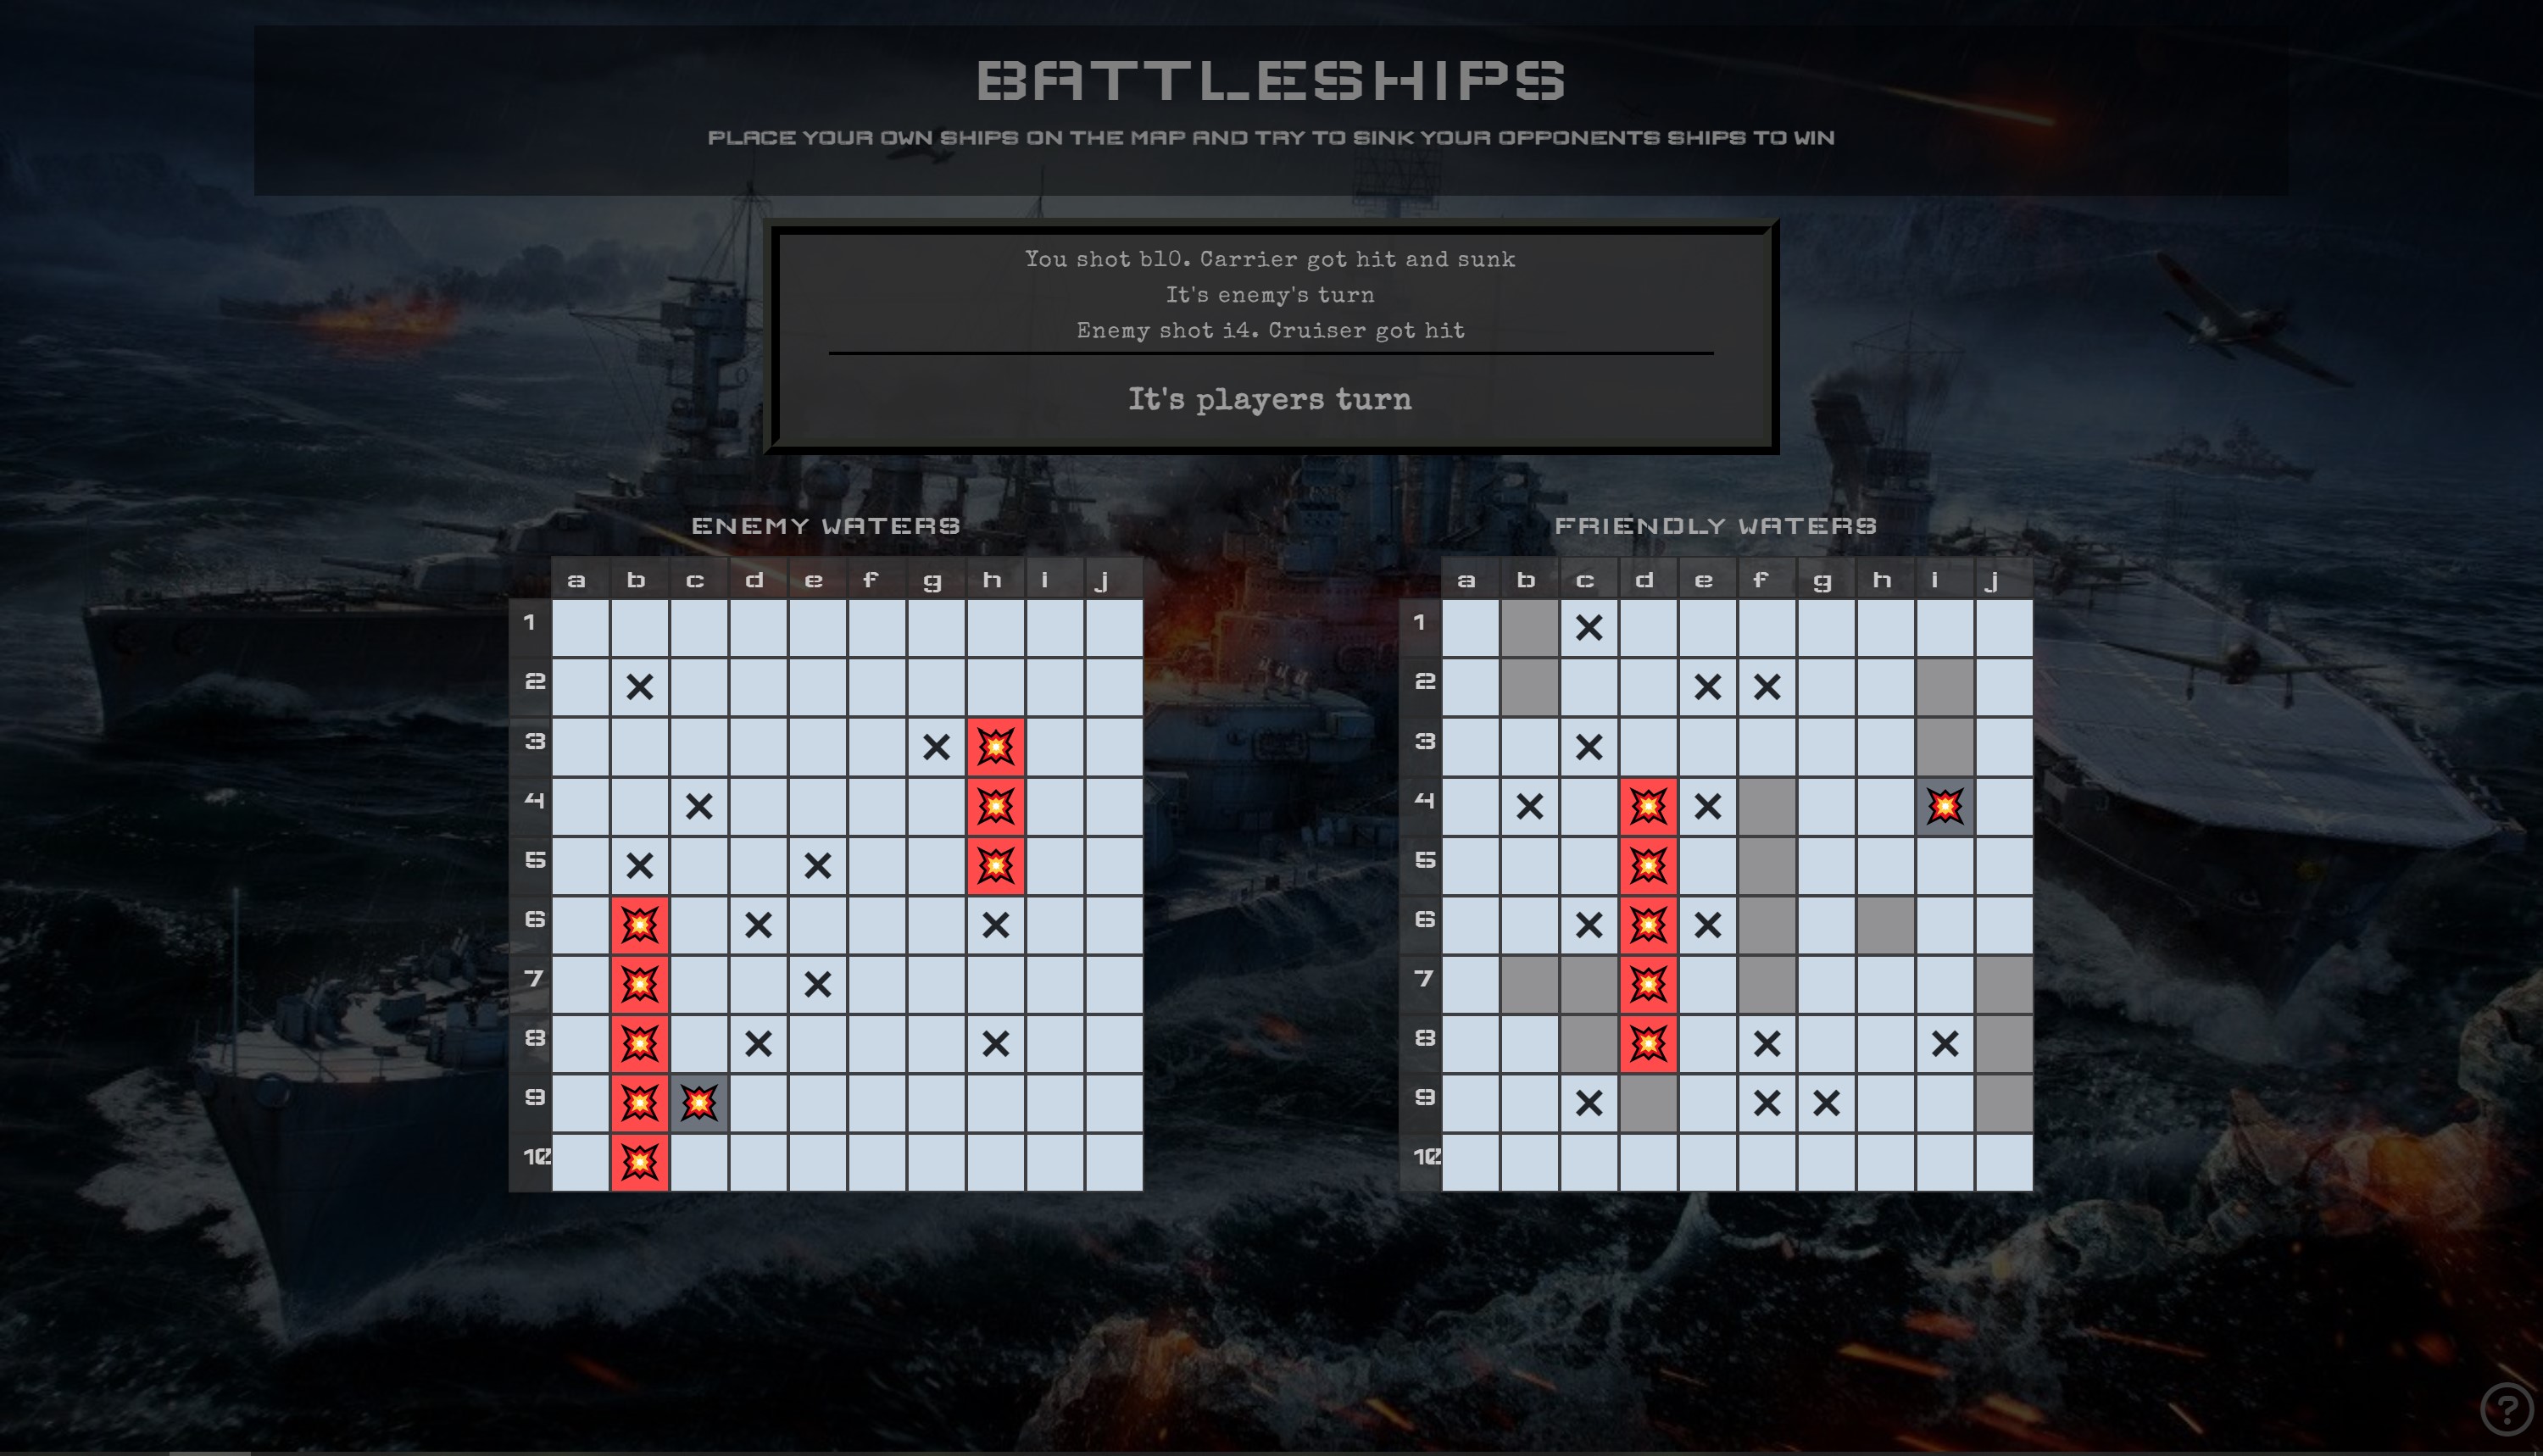 BATTLESHIPS
PLACE YOUR OWN SHIPS ON THE MAP AND TRY TO SINK YOUR OPPONENTS SHIPS TO WIN
You shot b10. Carrier got hit and sunk
It's enemy's turn
Enemy shot i4. Cruiser got hit
It's players turn
ENEMY WATERS
a b c d e f g h i j
1
2
3
4
5
6
7
8
9
10
FRIENDLY WATERS
a b c d e f g h i j
1
2
3
4
5
6
7
8
9
10
?